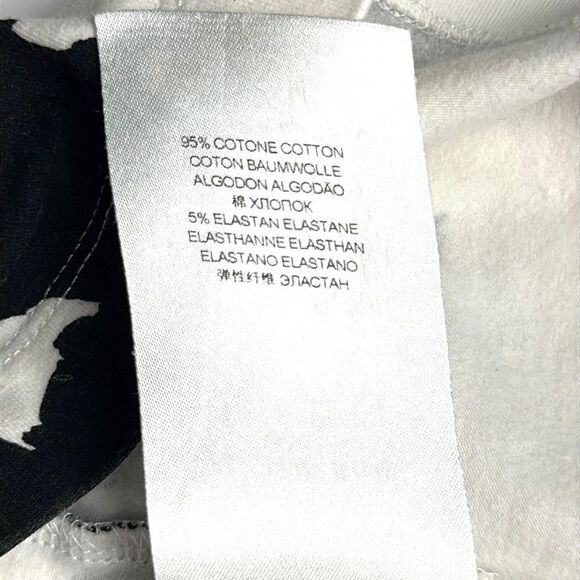 95% COTONE COTTON
COTON BAUMWOLLE
ALGODON ALGODÃO
棉 ХЛОПОК
5% ELASTAN ELASTANE
ELASTHANNE ELASTHAN
ELASTANO ELASTANO
弹性纤维 ЭЛАСТАН